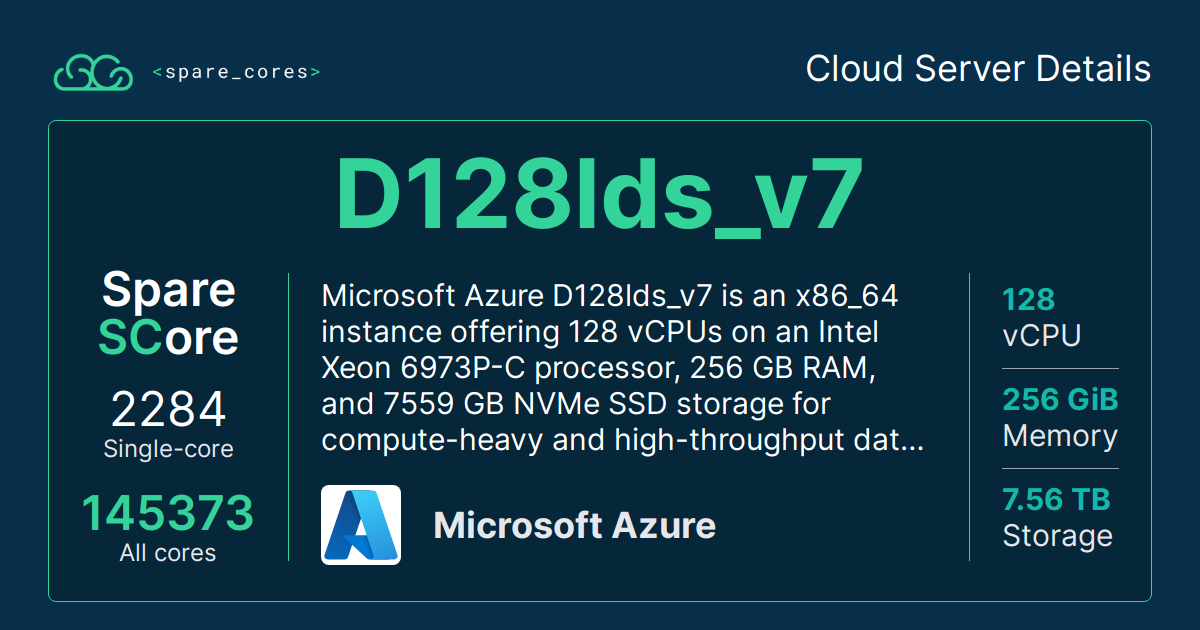 <spare_cores>
Cloud Server Details
D128lds_v7
Spare
SCore
2284
Single-core
145373
All cores
Microsoft Azure D128lds_v7 is an x86_64
instance offering 128 vCPUs on an Intel
Xeon 6973P-C processor, 256 GB RAM,
and 7559 GB NVMe SSD storage for
compute-heavy and high-throughput dat...
Microsoft Azure
128
vCPU
256 GiB
Memory
7.56 TB
Storage